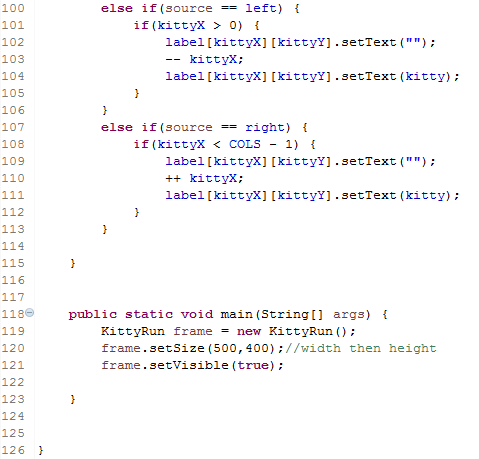 100 else if(source == left) {
101 if(kittyX > 0) {
102 label[kittyX][kittyY].setText("");
103 -- kittyX;
104 label[kittyX][kittyY].setText(kitty);
105 }
106 }
107 else if(source == right) {
108 if(kittyX < COLS - 1) {
109 label[kittyX][kittyY].setText("");
110 ++ kittyX;
111 label[kittyX][kittyY].setText(kitty);
112 }
113 }
114
115 }
116
117
118 public static void main(String[] args) {
119 KittyRun frame = new KittyRun();
120 frame.setSize(500,400);//width then height
121 frame.setVisible(true);
122
123 }
124
125
126 }